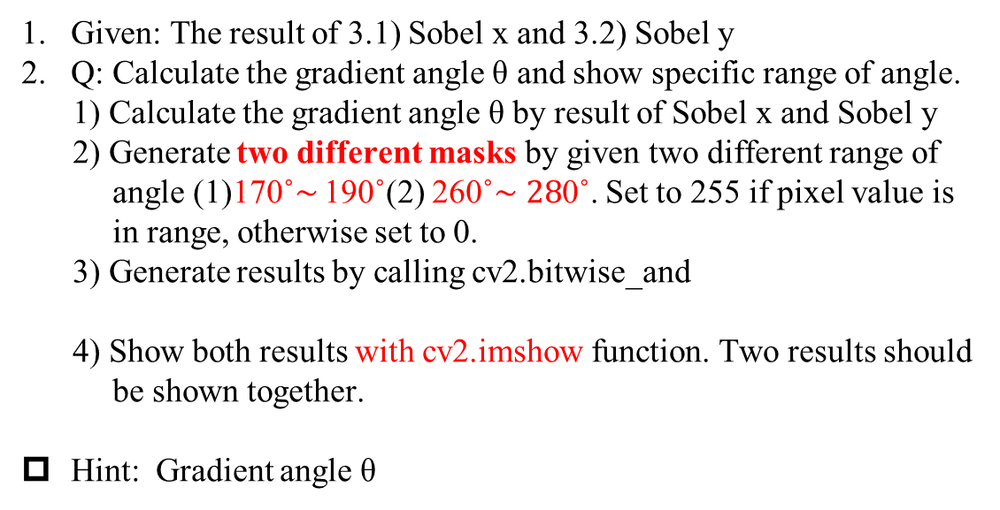 1. Given: The result of 3.1) Sobel x and 3.2) Sobel y
2. Q: Calculate the gradient angle θ and show specific range of angle.
1) Calculate the gradient angle θ by result of Sobel x and Sobel y
2) Generate two different masks by given two different range of
angle (1)170˚~ 190˚(2) 260˚~ 280˚. Set to 255 if pixel value is
in range, otherwise set to 0.
3) Generate results by calling cv2.bitwise_and
4) Show both results with cv2.imshow function. Two results should
be shown together.
Hint: Gradient angle θ